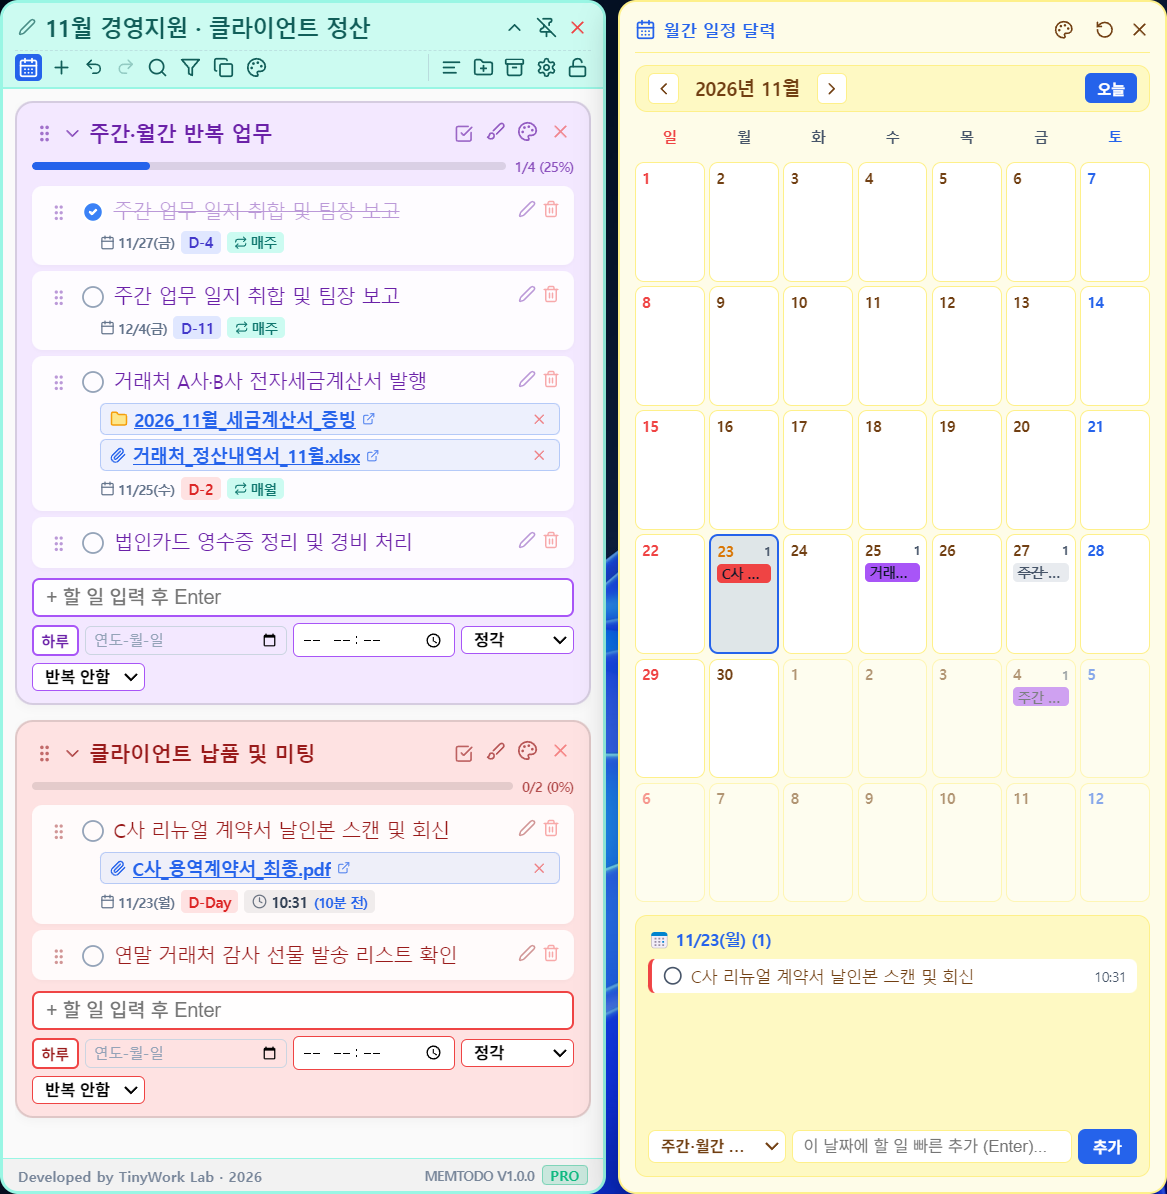 11월 경영지원 · 클라이언트 정산
주간·월간 반복 업무
1/4 (25%)
주간 업무 일지 취합 및 팀장 보고
11/27(금) D-4 매주
주간 업무 일지 취합 및 팀장 보고
12/4(금) D-11 매주
거래처 A사·B사 전자세금계산서 발행
2026_11월_세금계산서_증빙
거래처_정산내역서_11월.xlsx
11/25(수) D-2 매월
법인카드 영수증 정리 및 경비 처리
+ 할 일 입력 후 Enter
하루 연도-월-일 -- --:-- 정각
반복 안함
클라이언트 납품 및 미팅
0/2 (0%)
C사 리뉴얼 계약서 날인본 스캔 및 회신
C사_용역계약서_최종.pdf
11/23(월) D-Day 10:31 (10분 전)
연말 거래처 감사 선물 발송 리스트 확인
+ 할 일 입력 후 Enter
하루 연도-월-일 -- --:-- 정각
반복 안함
Developed by TinyWork Lab · 2026 MEMTODO V1.0.0 PRO
월간 일정 달력
2026년 11월 오늘
일 월 화 수 목 금 토
1 2 3 4 5 6 7
8 9 10 11 12 13 14
15 16 17 18 19 20 21
22 23 1 24 25 1 26 27 1 28
C사 ... 거래... 주간 ...
29 30 1 2 3 4 1 5
주간 ...
6 7 8 9 10 11 12
11/23(월) (1)
C사 리뉴얼 계약서 날인본 스캔 및 회신 10:31
주간·월간 ... 이 날짜에 할 일 빠른 추가 (Enter)... 추가